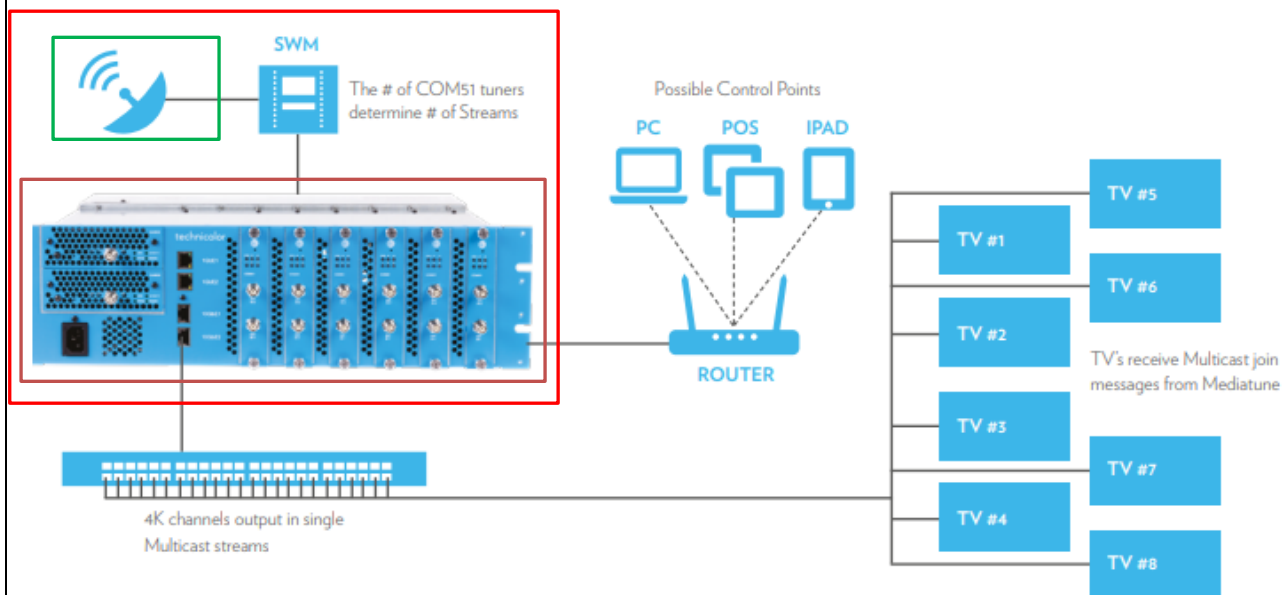 SWM
The # of COM51 tuners
determine # of Streams
Possible Control Points
PC
POS
IPAD
technicolor
ROUTER
TV #5
TV #1
TV #6
TV #2
TV's receive Multicast join
messages from Mediatune
TV #3
TV #7
TV #4
TV #8
4K channels output in single
Multicast streams